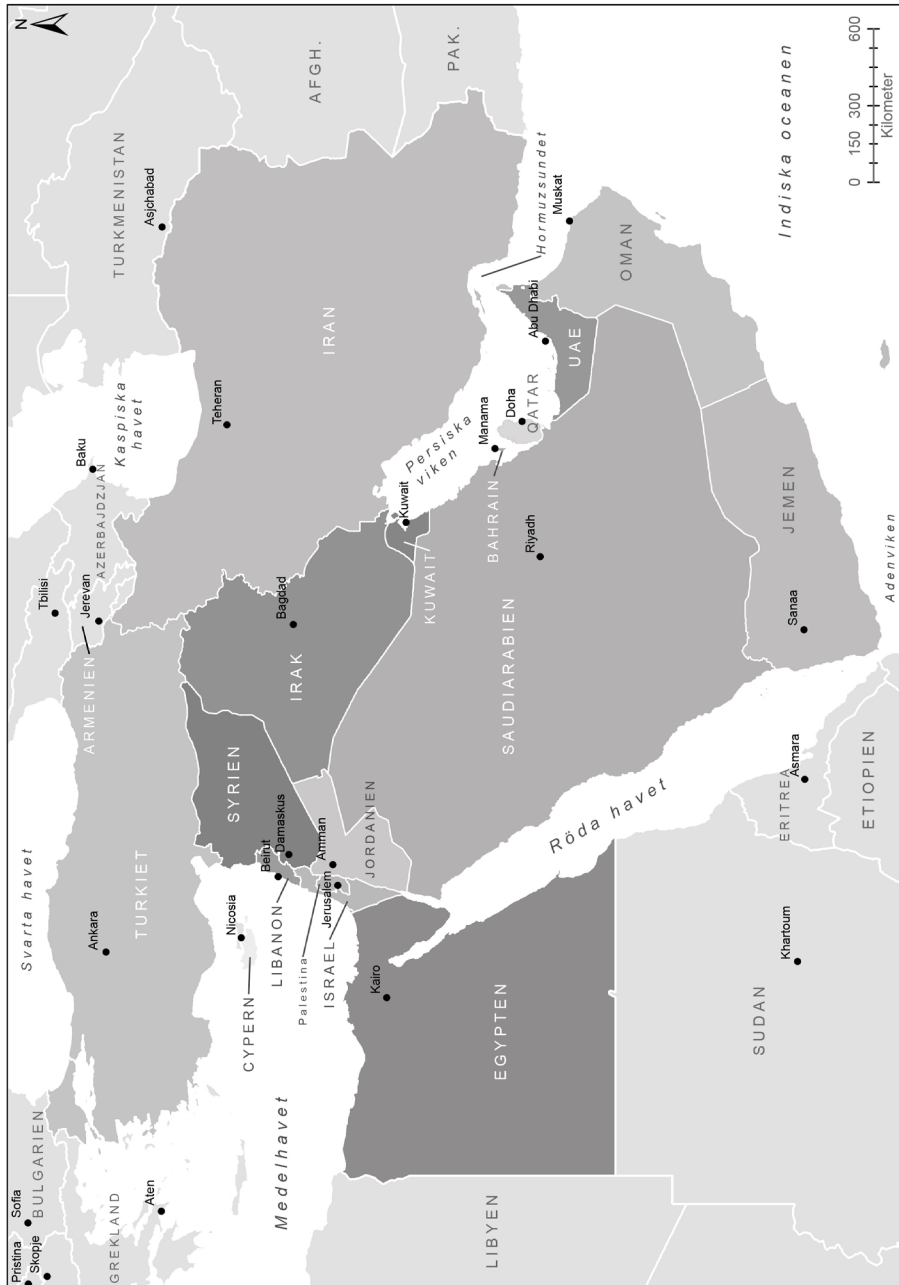 Pristina
Skopje
Sofia
BULGARIEN
GREKLAND
Aten
Svarta havet
Ankara
TURKIET
Tbilisi
Jerevan
ARMENIEN
Baku
AZERBAJDZJAN
Kaspiska
havet
TURKMENISTAN
Asjchabad
N
AFGH.
PAK.
Teheran
IRAN
Nicosia
CYPERN
Medelhavet
SYRIEN
Beirut
Damaskus
LIBANON
Palestina
Amman
Jerusalem
ISRAEL
JORDANIEN
Bagdad
IRAK
Kuwait
KUWAIT
Persiska
viken
Manama
BAHRAIN
Doha
QATAR
Abu Dhabi
UAE
Hormuzsundet
Muskat
OMAN
Kairo
EGYPTEN
LIBYEN
Riyadh
SAUDIARABIEN
Röda havet
Khartoum
SUDAN
Asmara
ERITREA
ETIOPIEN
Sanaa
JEMEN
Adenviken
Indiska oceanen
0 150 300 600
Kilometer